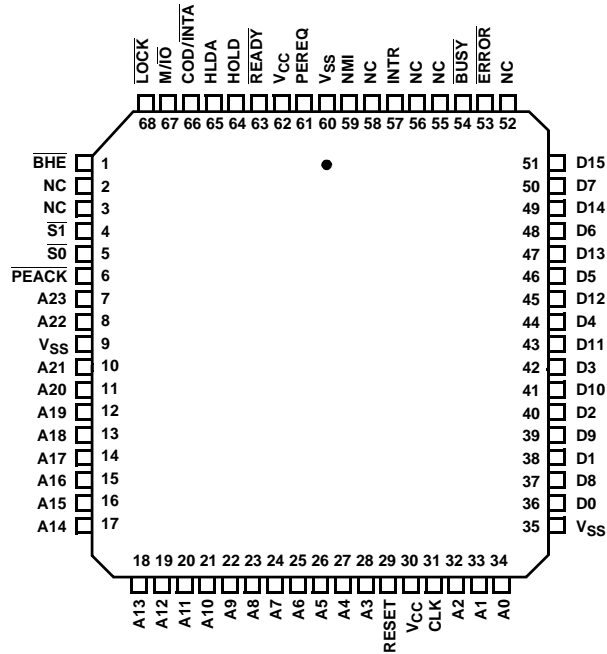 LOCK
M/IO
COD/INTA
HLDA
HOLD
READY
VCC
PEREQ
VSS
NMI
NC
INTR
NC
NC
BUSY
ERROR
NC
68 67 66 65 64 63 62 61 60 59 58 57 56 55 54 53 52
BHE 1
NC 2
NC 3
S1 4
S0 5
PEACK 6
A23 7
A22 8
VSS 9
A21 10
A20 11
A19 12
A18 13
A17 14
A16 15
A15 16
A14 17
51 D15
50 D7
49 D14
48 D6
47 D13
46 D5
45 D12
44 D4
43 D11
42 D3
41 D10
40 D2
39 D9
38 D1
37 D8
36 D0
35 VSS
18 19 20 21 22 23 24 25 26 27 28 29 30 31 32 33 34
A13
A12
A11
A10
A9
A8
A7
A6
A5
A4
A3
RESET
VCC
CLK
A2
A1
A0